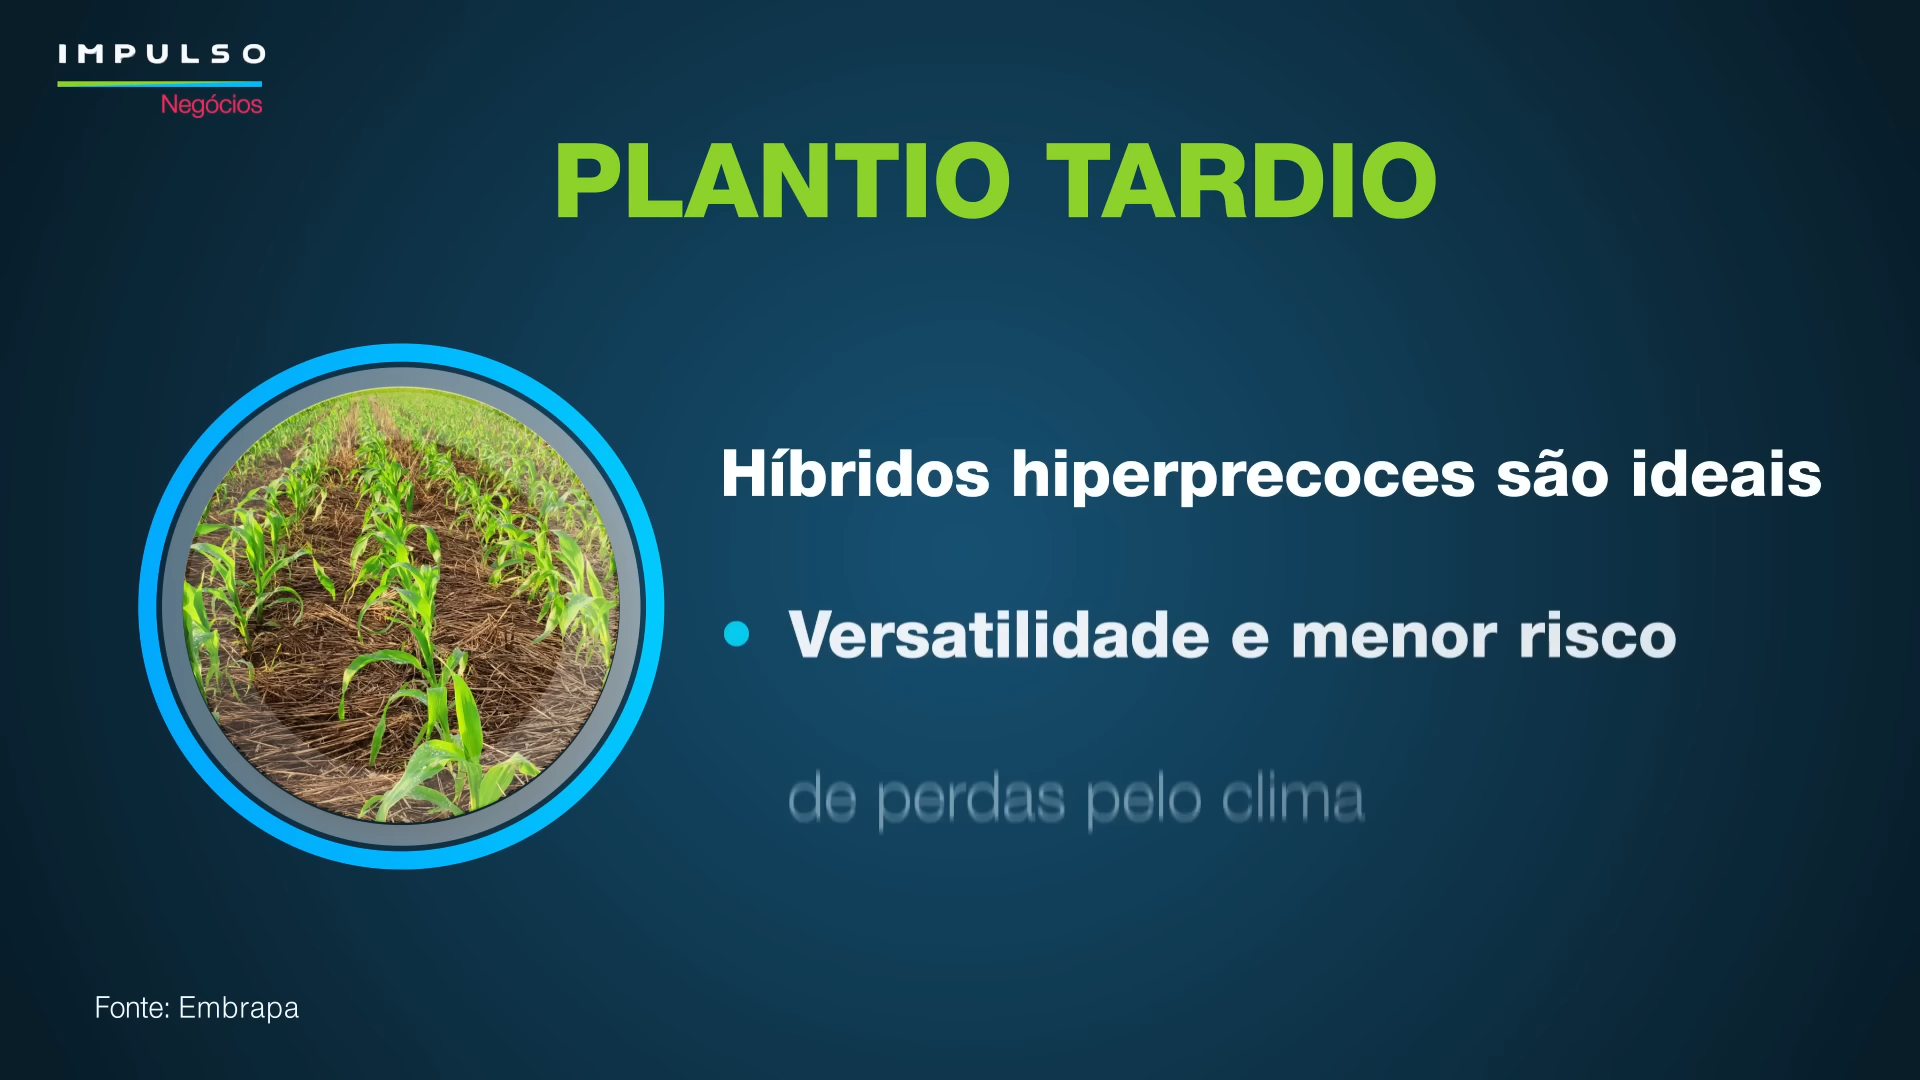 IMPULSO
Negócios
PLANTIO TARDIO
Híbridos hiperprecoces são ideais
• Versatilidade e menor risco
de perdas pelo clima
Fonte: Embrapa